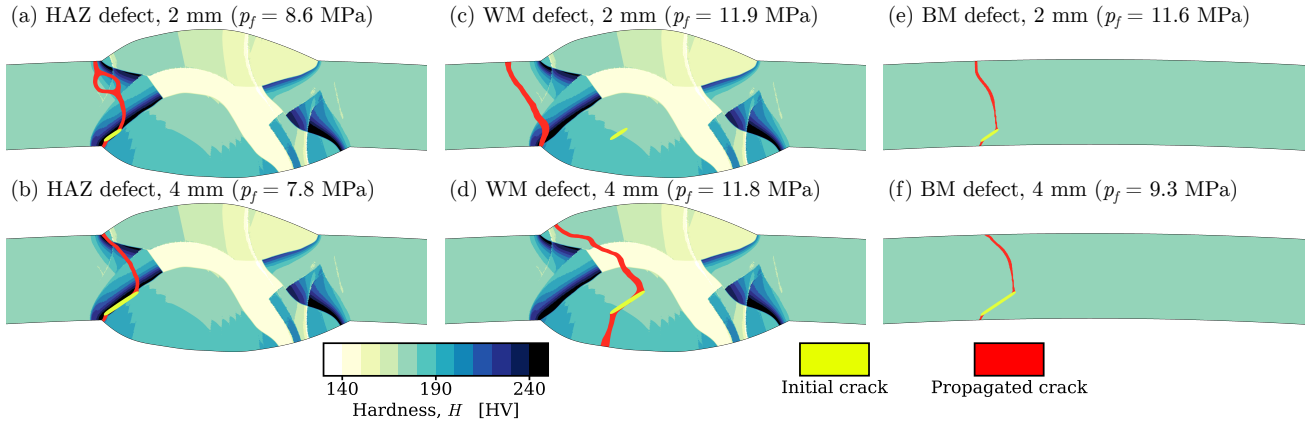 (a) HAZ defect, 2 mm (p_f = 8.6 MPa)
(c) WM defect, 2 mm (p_f = 11.9 MPa)
(e) BM defect, 2 mm (p_f = 11.6 MPa)
(b) HAZ defect, 4 mm (p_f = 7.8 MPa)
(d) WM defect, 4 mm (p_f = 11.8 MPa)
(f) BM defect, 4 mm (p_f = 9.3 MPa)
140 190 240
Hardness, H [HV]
Initial crack
Propagated crack